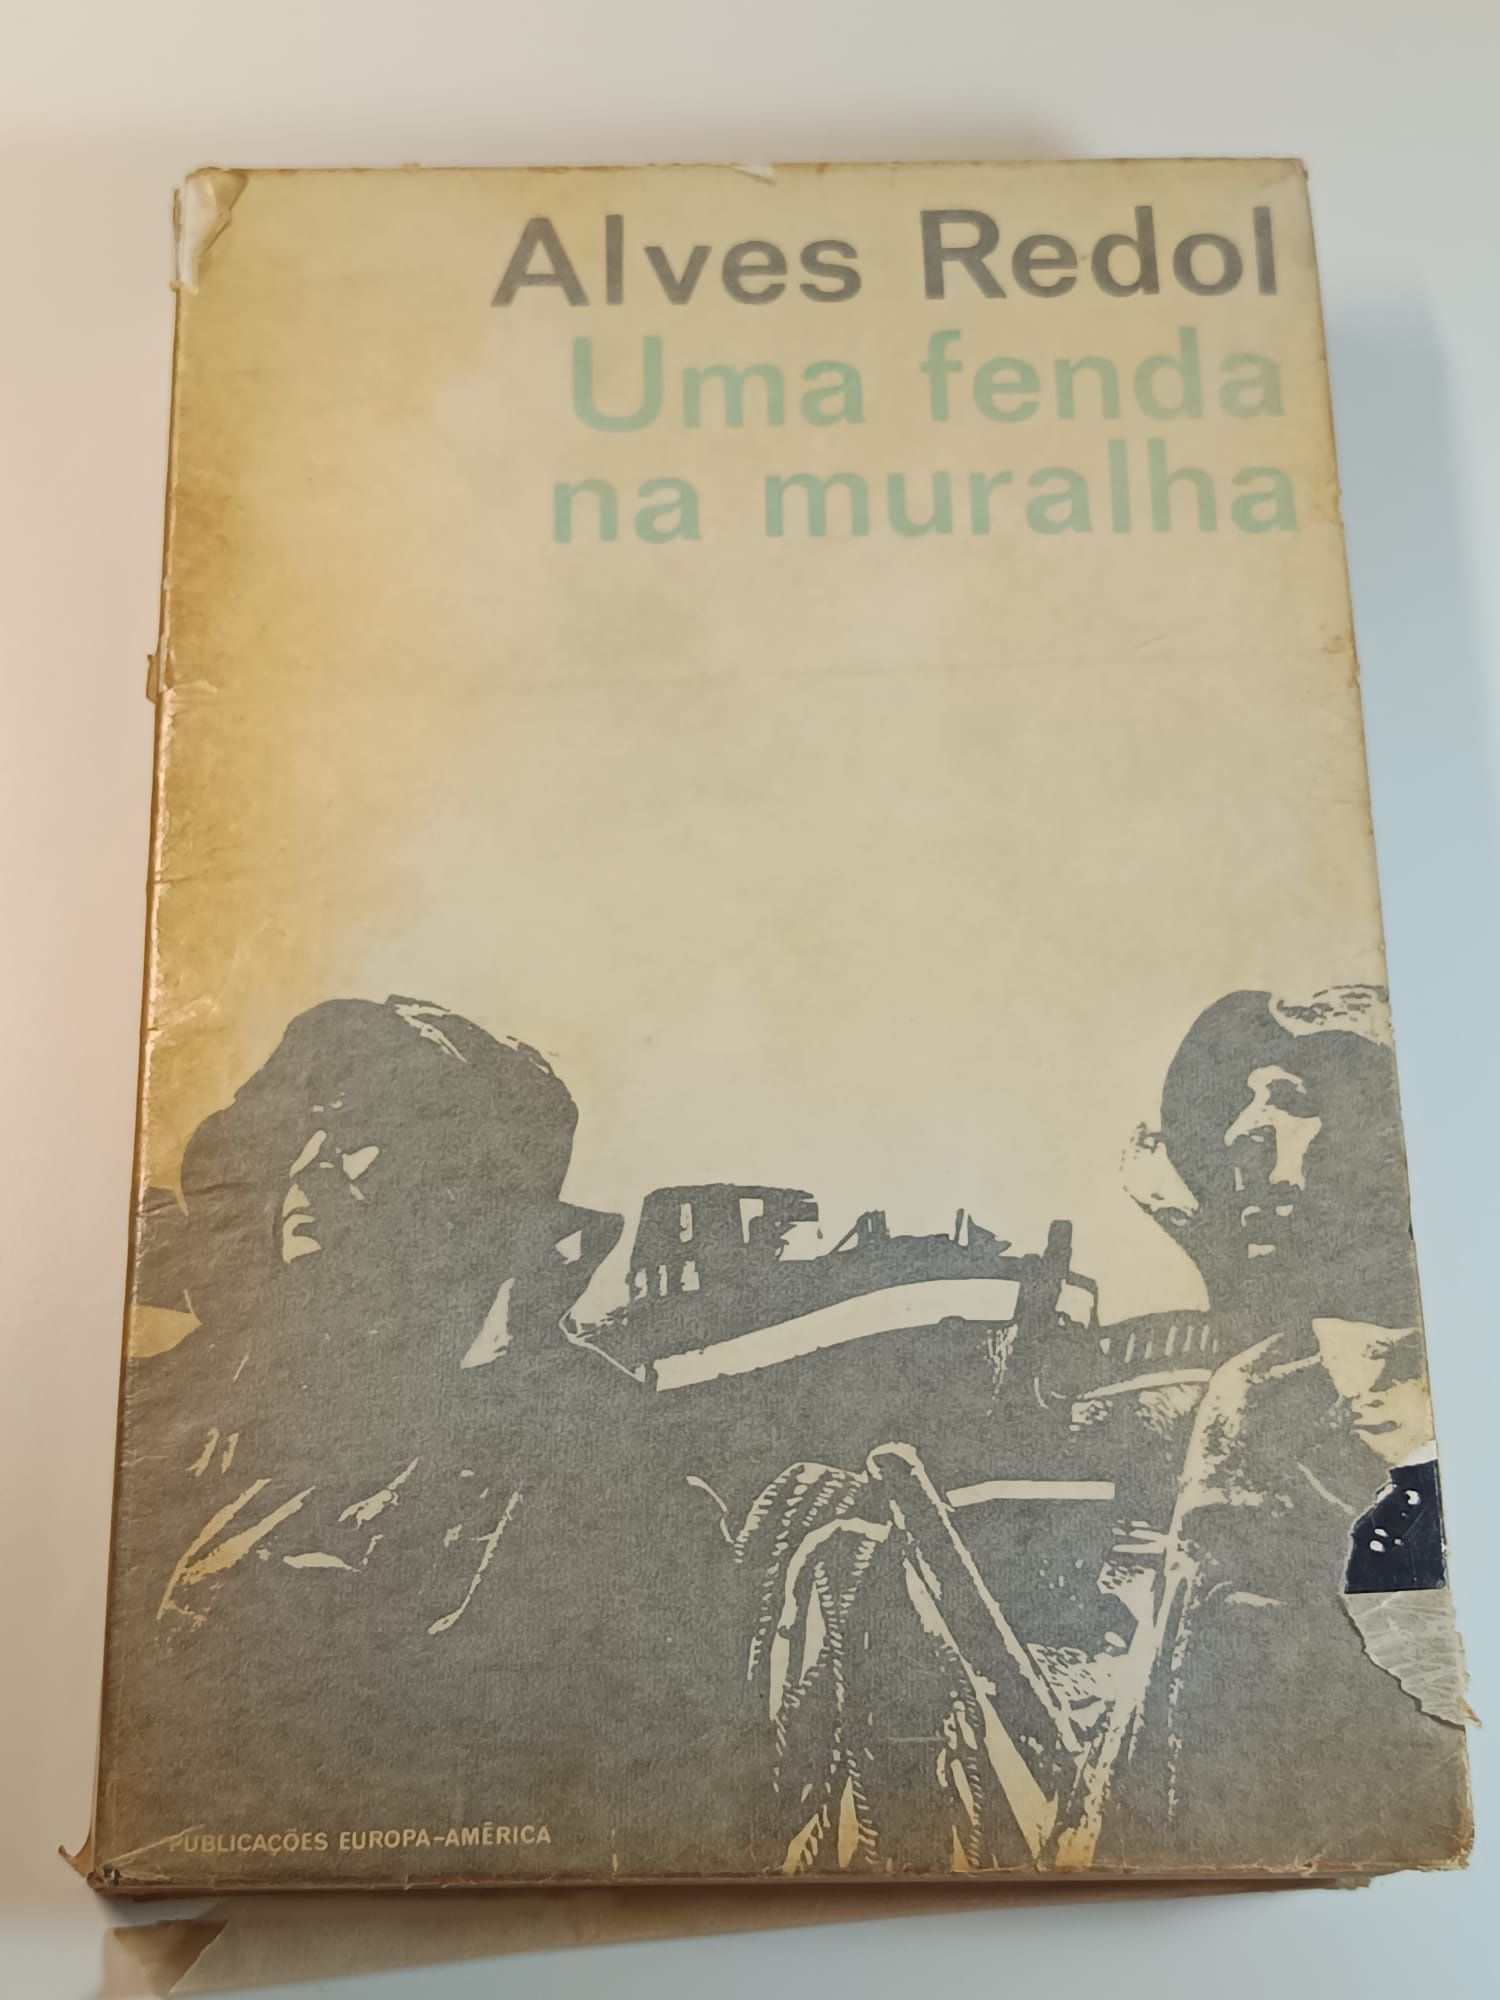 Alves Redol
Uma fenda
na muralha
PUBLICAÇÕES EUROPA-AMÉRICA